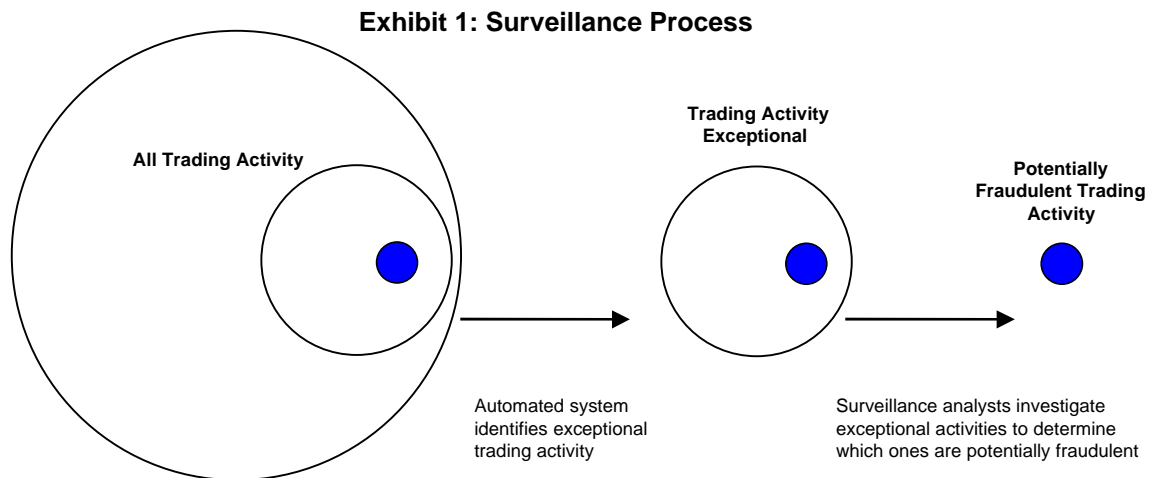 Exhibit 1: Surveillance Process
All Trading Activity
Trading Activity
Exceptional
Potentially
Fraudulent Trading
Activity
Automated system
identifies exceptional
trading activity
Surveillance analysts investigate
exceptional activities to determine
which ones are potentially fraudulent